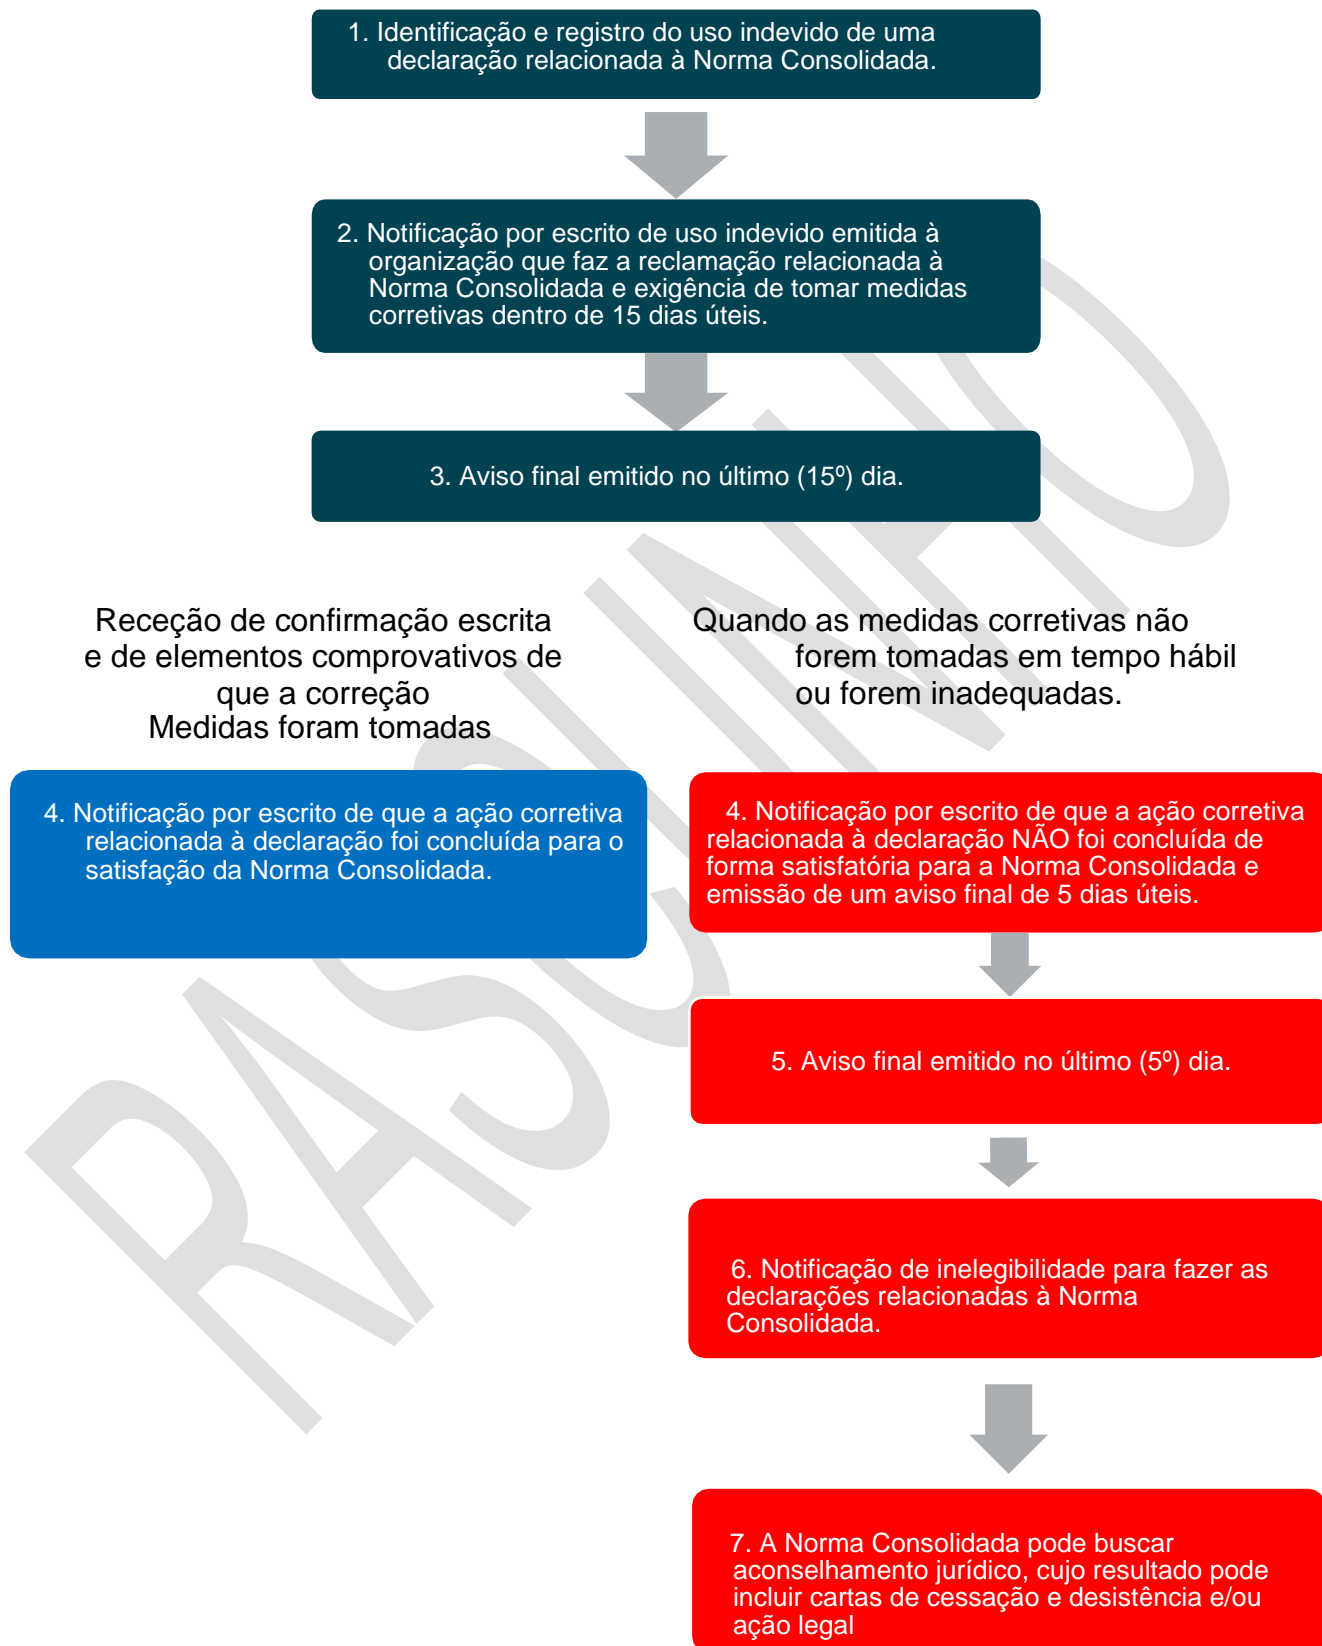 1. Identificação e registro do uso indevido de uma
declaração relacionada à Norma Consolidada.
2. Notificação por escrito de uso indevido emitida à
organização que faz a reclamação relacionada à
Norma Consolidada e exigência de tomar medidas
corretivas dentro de 15 dias úteis.
3. Aviso final emitido no último (15º) dia.
Receção de confirmação escrita
e de elementos comprovativos de
que a correção
Medidas foram tomadas
Quando as medidas corretivas não
forem tomadas em tempo hábil
ou forem inadequadas.
4. Notificação por escrito de que a ação corretiva
relacionada à declaração foi concluída para o
satisfação da Norma Consolidada.
4. Notificação por escrito de que a ação corretiva
relacionada à declaração NÃO foi concluída de
forma satisfatória para a Norma Consolidada e
emissão de um aviso final de 5 dias úteis.
5. Aviso final emitido no último (5º) dia.
6. Notificação de inelegibilidade para fazer as
declarações relacionadas à Norma
Consolidada.
7. A Norma Consolidada pode buscar
aconselhamento jurídico, cujo resultado pode
incluir cartas de cessação e desistência e/ou
ação legal
RASCUNHO